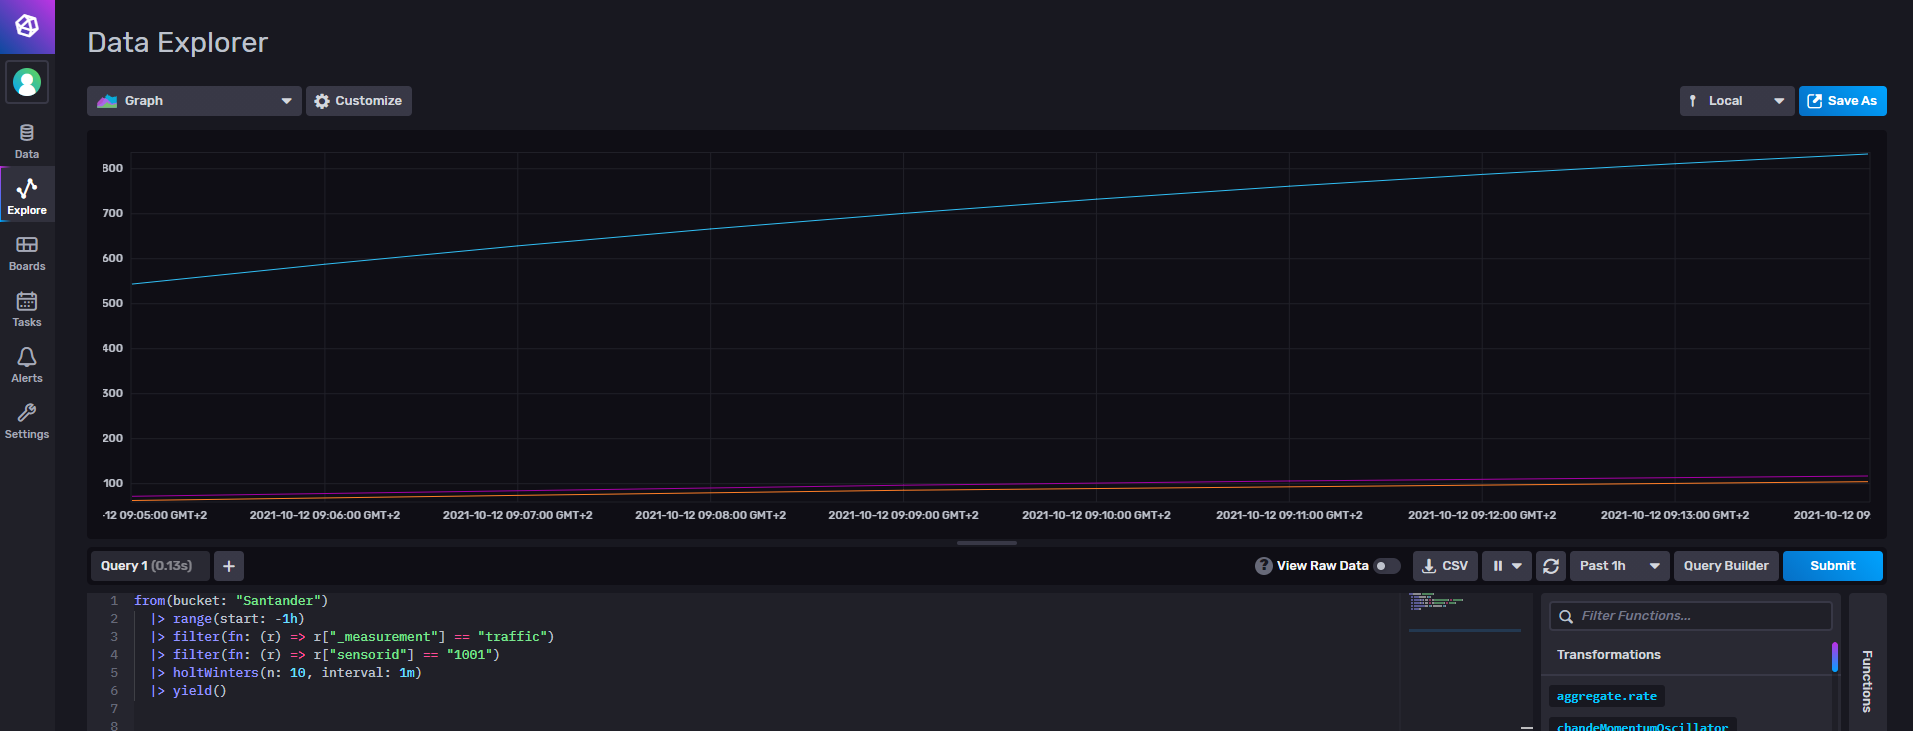 Data Explorer
Graph
Customize
Local
Save As
Data
Explore
Boards
Tasks
Alerts
Settings
800
700
600
500
400
300
200
100
-12 09:05:00 GMT+2 2021-10-12 09:06:00 GMT+2 2021-10-12 09:07:00 GMT+2 2021-10-12 09:08:00 GMT+2 2021-10-12 09:09:00 GMT+2 2021-10-12 09:10:00 GMT+2 2021-10-12 09:11:00 GMT+2 2021-10-12 09:12:00 GMT+2 2021-10-12 09:13:00 GMT+2 2021-10-12 09
Query 1 (0.13s) +
? View Raw Data CSV Past 1h Query Builder Submit
1 from(bucket: "Santander")
2 |> range(start: -1h)
3 |> filter(fn: (r) => r["_measurement"] == "traffic")
4 |> filter(fn: (r) => r["sensorid"] == "1001")
5 |> holtWinters(n: 10, interval: 1m)
6 |> yield()
7
8
Filter Functions...
Transformations
aggregate.rate
chandeMomentumOscillator
Functions